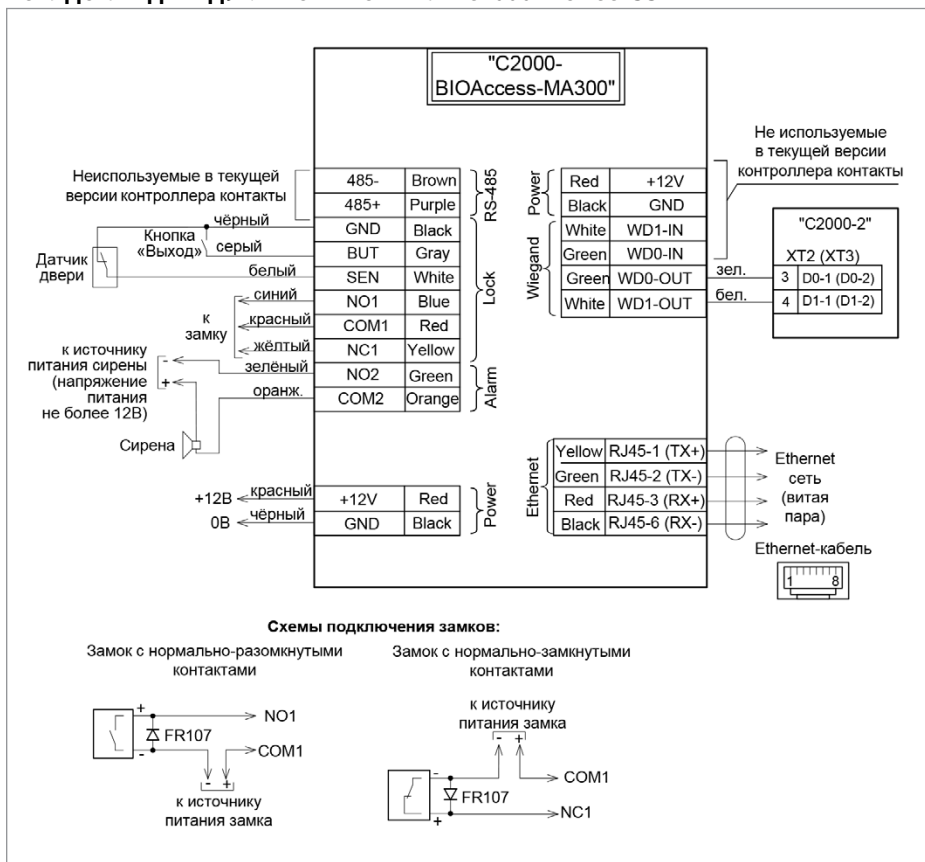 "С2000-
BIOAccess-MA300"
Неиспользуемые в текущей
версии контроллера контакты
485- Brown
485+ Purple
RS-485
GND Black
BUT Gray
SEN White
NO1 Blue
COM1 Red
NC1 Yellow
Lock
NO2 Green
COM2 Orange
Alarm
чёрный
Кнопка
«Выход»
серый
Датчик
двери
белый
синий
к
замку
красный
жёлтый
зелёный
к источнику
питания сирены
(напряжение
питания
не более 12В)
-
+
оранж.
Сирена
+12В
красный
+12V Red
0В
чёрный
GND Black
Power
Не используемые
в текущей версии
контроллера контакты
Power
Red +12V
Black GND
Wiegand
White WD1-IN
Green WD0-IN
Green WD0-OUT
White WD1-OUT
зел.
бел.
"С2000-2"
XT2 (XT3)
3 D0-1 (D0-2)
4 D1-1 (D1-2)
Ethernet
Yellow RJ45-1 (TX+)
Green RJ45-2 (TX-)
Red RJ45-3 (RX+)
Black RJ45-6 (RX-)
Ethernet
сеть
(витая
пара)
Ethernet-кабель
1 8
Схемы подключения замков:
Замок с нормально-разомкнутыми
контактами
+
NO1
FR107
COM1
-
- +
к источнику
питания замка
Замок с нормально-замкнутыми
контактами
к источнику
питания замка
- +
-
COM1
FR107
NC1
+